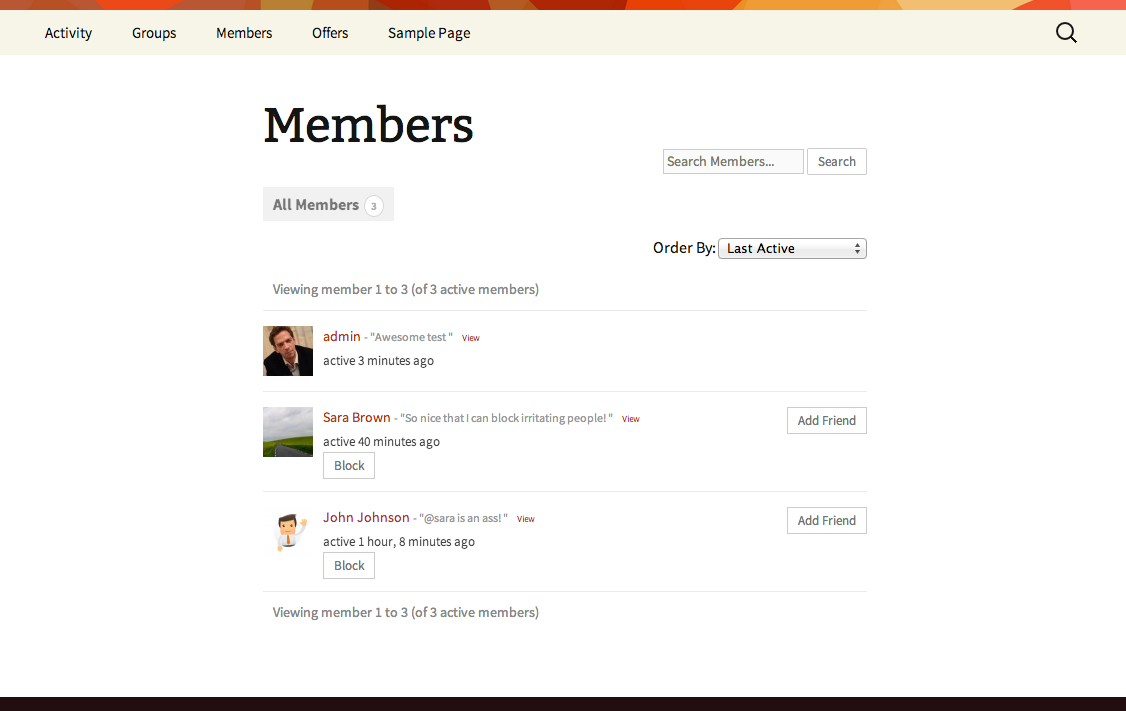 Activity Groups Members Offers Sample Page
Members
Search Members... Search
All Members 3
Order By: Last Active
Viewing member 1 to 3 (of 3 active members)
admin - "Awesome test " View
active 3 minutes ago
Sara Brown - "So nice that I can block irritating people! " View Add Friend
active 40 minutes ago
Block
John Johnson - "@sara is an ass! " View Add Friend
active 1 hour, 8 minutes ago
Block
Viewing member 1 to 3 (of 3 active members)